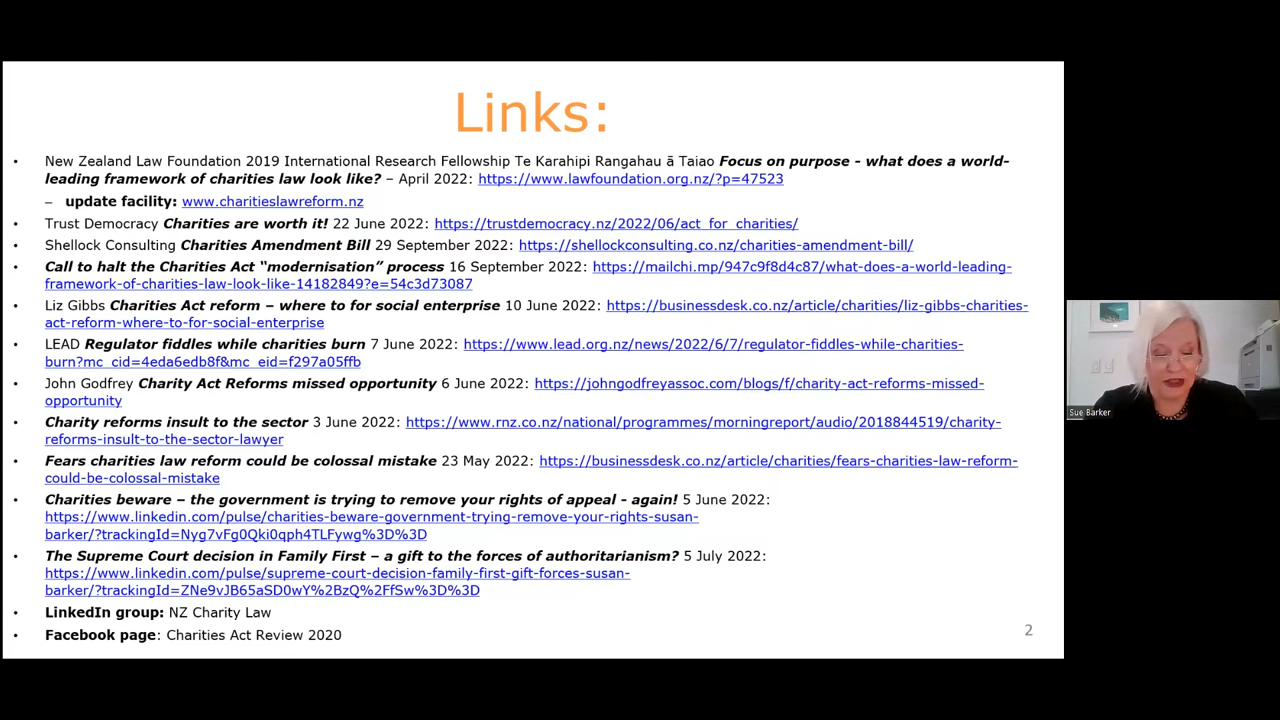 Links:
• New Zealand Law Foundation 2019 International Research Fellowship Te Karahipi Rangahau ā Taiao Focus on purpose - what does a world-
leading framework of charities law look like? – April 2022: https://www.lawfoundation.org.nz/?p=47523
– update facility: www.charitieslawreform.nz
• Trust Democracy Charities are worth it! 22 June 2022: https://trustdemocracy.nz/2022/06/act_for_charities/
• Shellock Consulting Charities Amendment Bill 29 September 2022: https://shellockconsulting.co.nz/charities-amendment-bill/
• Call to halt the Charities Act “modernisation” process 16 September 2022: https://mailchi.mp/947c9f8d4c87/what-does-a-world-leading-
framework-of-charities-law-look-like-14182849?e=54c3d73087
• Liz Gibbs Charities Act reform – where to for social enterprise 10 June 2022: https://businessdesk.co.nz/article/charities/liz-gibbs-charities-
act-reform-where-to-for-social-enterprise
• LEAD Regulator fiddles while charities burn 7 June 2022: https://www.lead.org.nz/news/2022/6/7/regulator-fiddles-while-charities-
burn?mc_cid=4eda6edb8f&mc_eid=f297a05ffb
• John Godfrey Charity Act Reforms missed opportunity 6 June 2022: https://johngodfreyassoc.com/blogs/f/charity-act-reforms-missed-
opportunity
• Charity reforms insult to the sector 3 June 2022: https://www.rnz.co.nz/national/programmes/morningreport/audio/2018844519/charity-
reforms-insult-to-the-sector-lawyer
• Fears charities law reform could be colossal mistake 23 May 2022: https://businessdesk.co.nz/article/charities/fears-charities-law-reform-
could-be-colossal-mistake
• Charities beware – the government is trying to remove your rights of appeal - again! 5 June 2022:
https://www.linkedin.com/pulse/charities-beware-government-trying-remove-your-rights-susan-
barker/?trackingId=Nyg7vFg0Qki0qph4TLFywg%3D%3D
• The Supreme Court decision in Family First – a gift to the forces of authoritarianism? 5 July 2022:
https://www.linkedin.com/pulse/supreme-court-decision-family-first-gift-forces-susan-
barker/?trackingId=ZNe9vJB65aSD0wY%2BzQ%2FfSw%3D%3D
• LinkedIn group: NZ Charity Law
• Facebook page: Charities Act Review 2020
2
Sue Barker